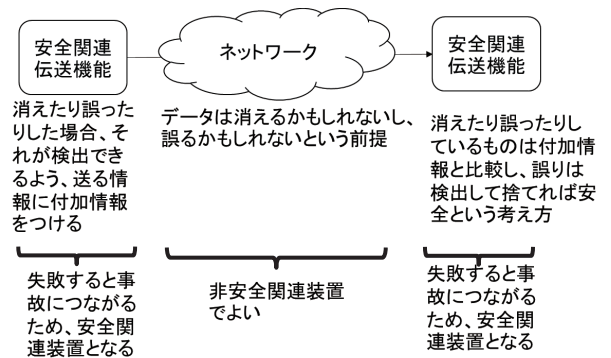 安全関連
伝送機能
ネットワーク
安全関連
伝送機能
消えたり誤った
りした場合、そ
れが検出でき
るよう、送る情
報に付加情報
をつける
データは消えるかもしれないし、
誤るかもしれないという前提
消えたり誤ったりし
ているものは付加情
報と比較し、誤りは
検出して捨てれば安
全という考え方
失敗すると事
故につながる
ため、安全関
連装置となる
非安全関連装置
でよい
失敗すると事
故につながる
ため、安全関
連装置となる